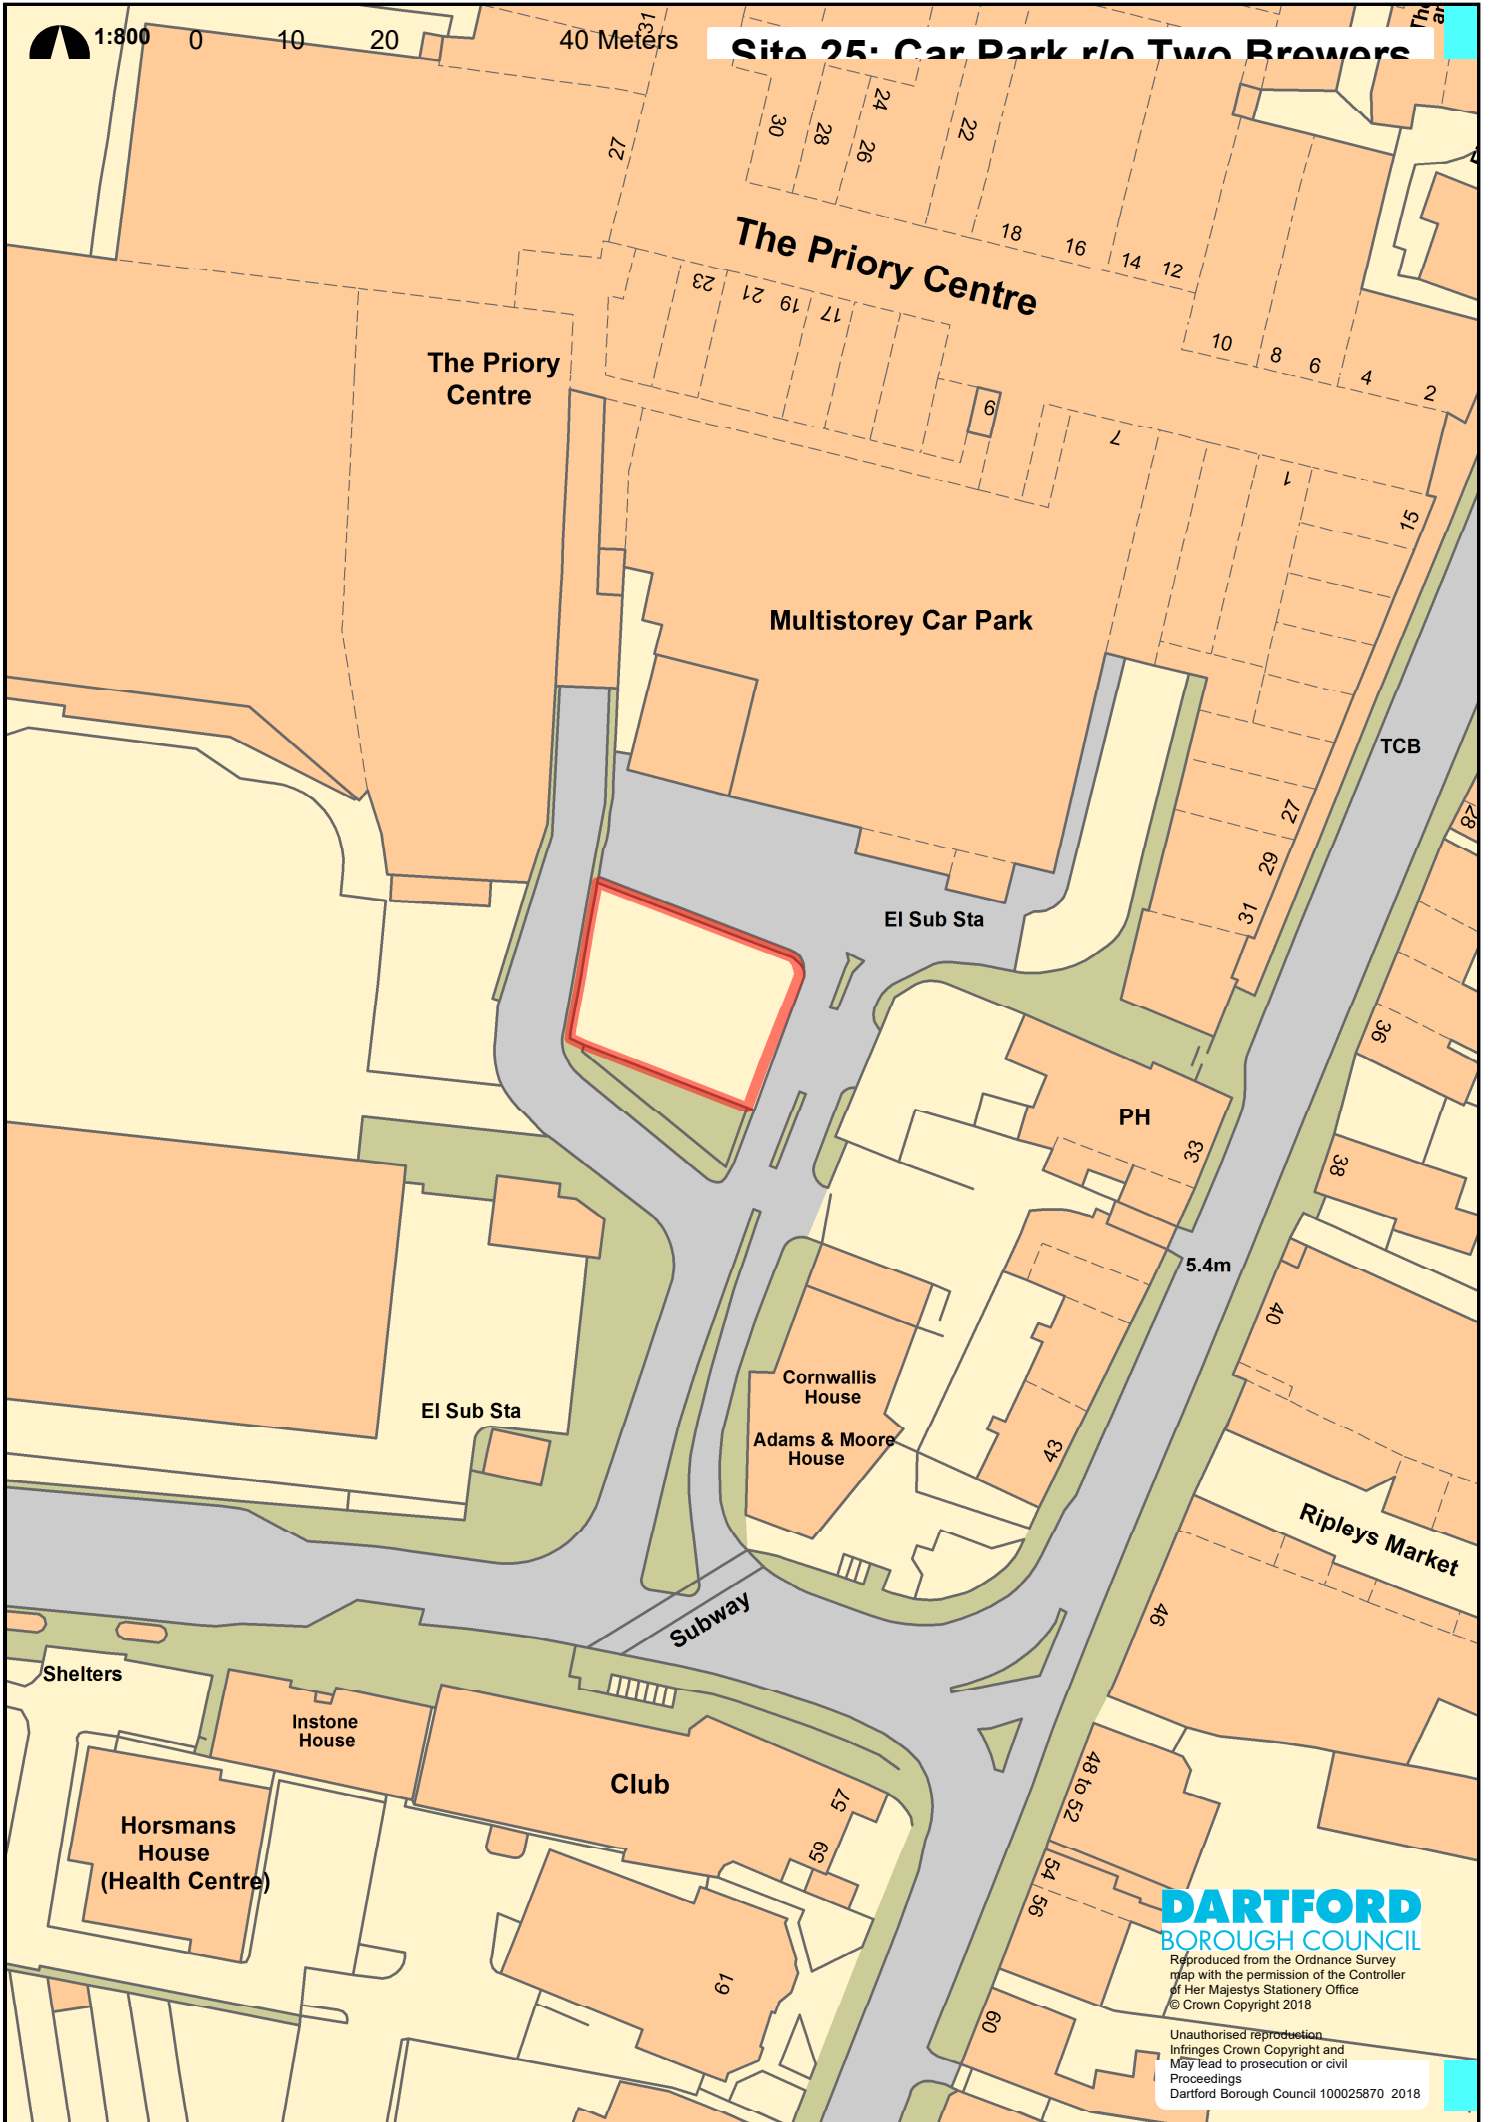 1:800
0
10
20
40 Meters
Site 25: Car Park r/o Two Brewers
31
27
30
28
24
26
22
18
16
14
12
The Priory Centre
23
21
19
17
10
8
6
4
2
The Priory
Centre
9
7
1
15
Multistorey Car Park
TCB
27
28
29
31
El Sub Sta
36
PH
33
38
5.4m
40
Cornwallis
House
Adams & Moore
House
El Sub Sta
43
Ripleys Market
46
Subway
Shelters
Instone
House
Club
57
59
48 to 52
54
56
Horsmans
House
(Health Centre)
61
60
DARTFORD
BOROUGH COUNCIL
Reproduced from the Ordnance Survey
map with the permission of the Controller
of Her Majestys Stationery Office
© Crown Copyright 2018
Unauthorised reproduction
Infringes Crown Copyright and
May lead to prosecution or civil
Proceedings
Dartford Borough Council 100025870 2018